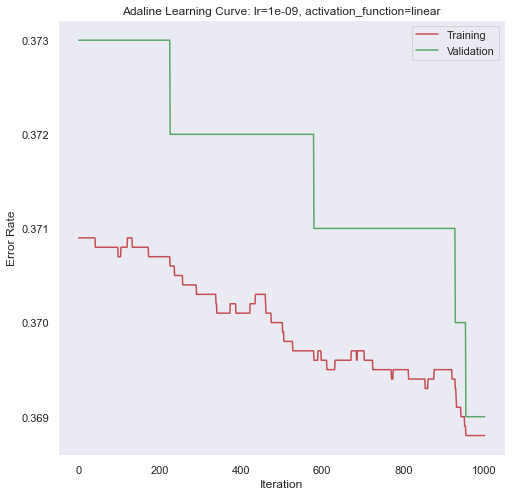 Adaline Learning Curve: lr=1e-09, activation_function=linear
Training
Validation
0.373
0.372
0.371
0.370
0.369
Error Rate
0
200
400
600
800
1000
Iteration